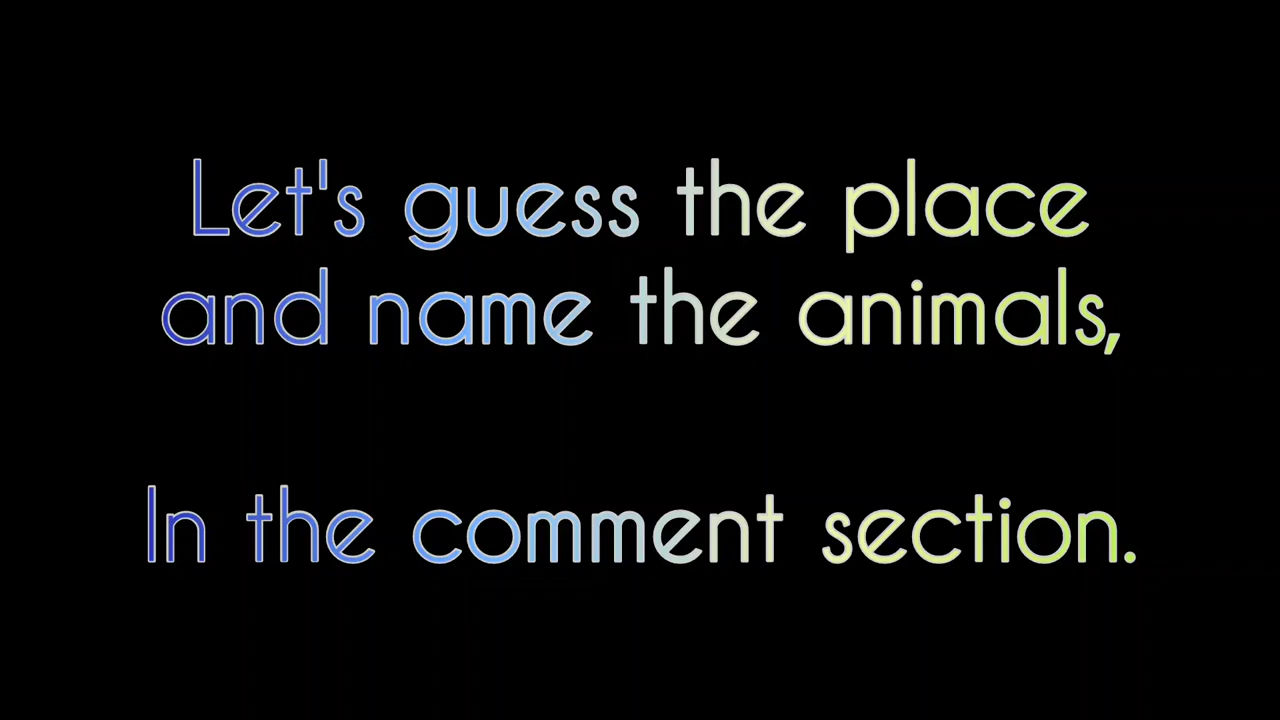 Let's guess the place
and name the animals,
In the comment section.